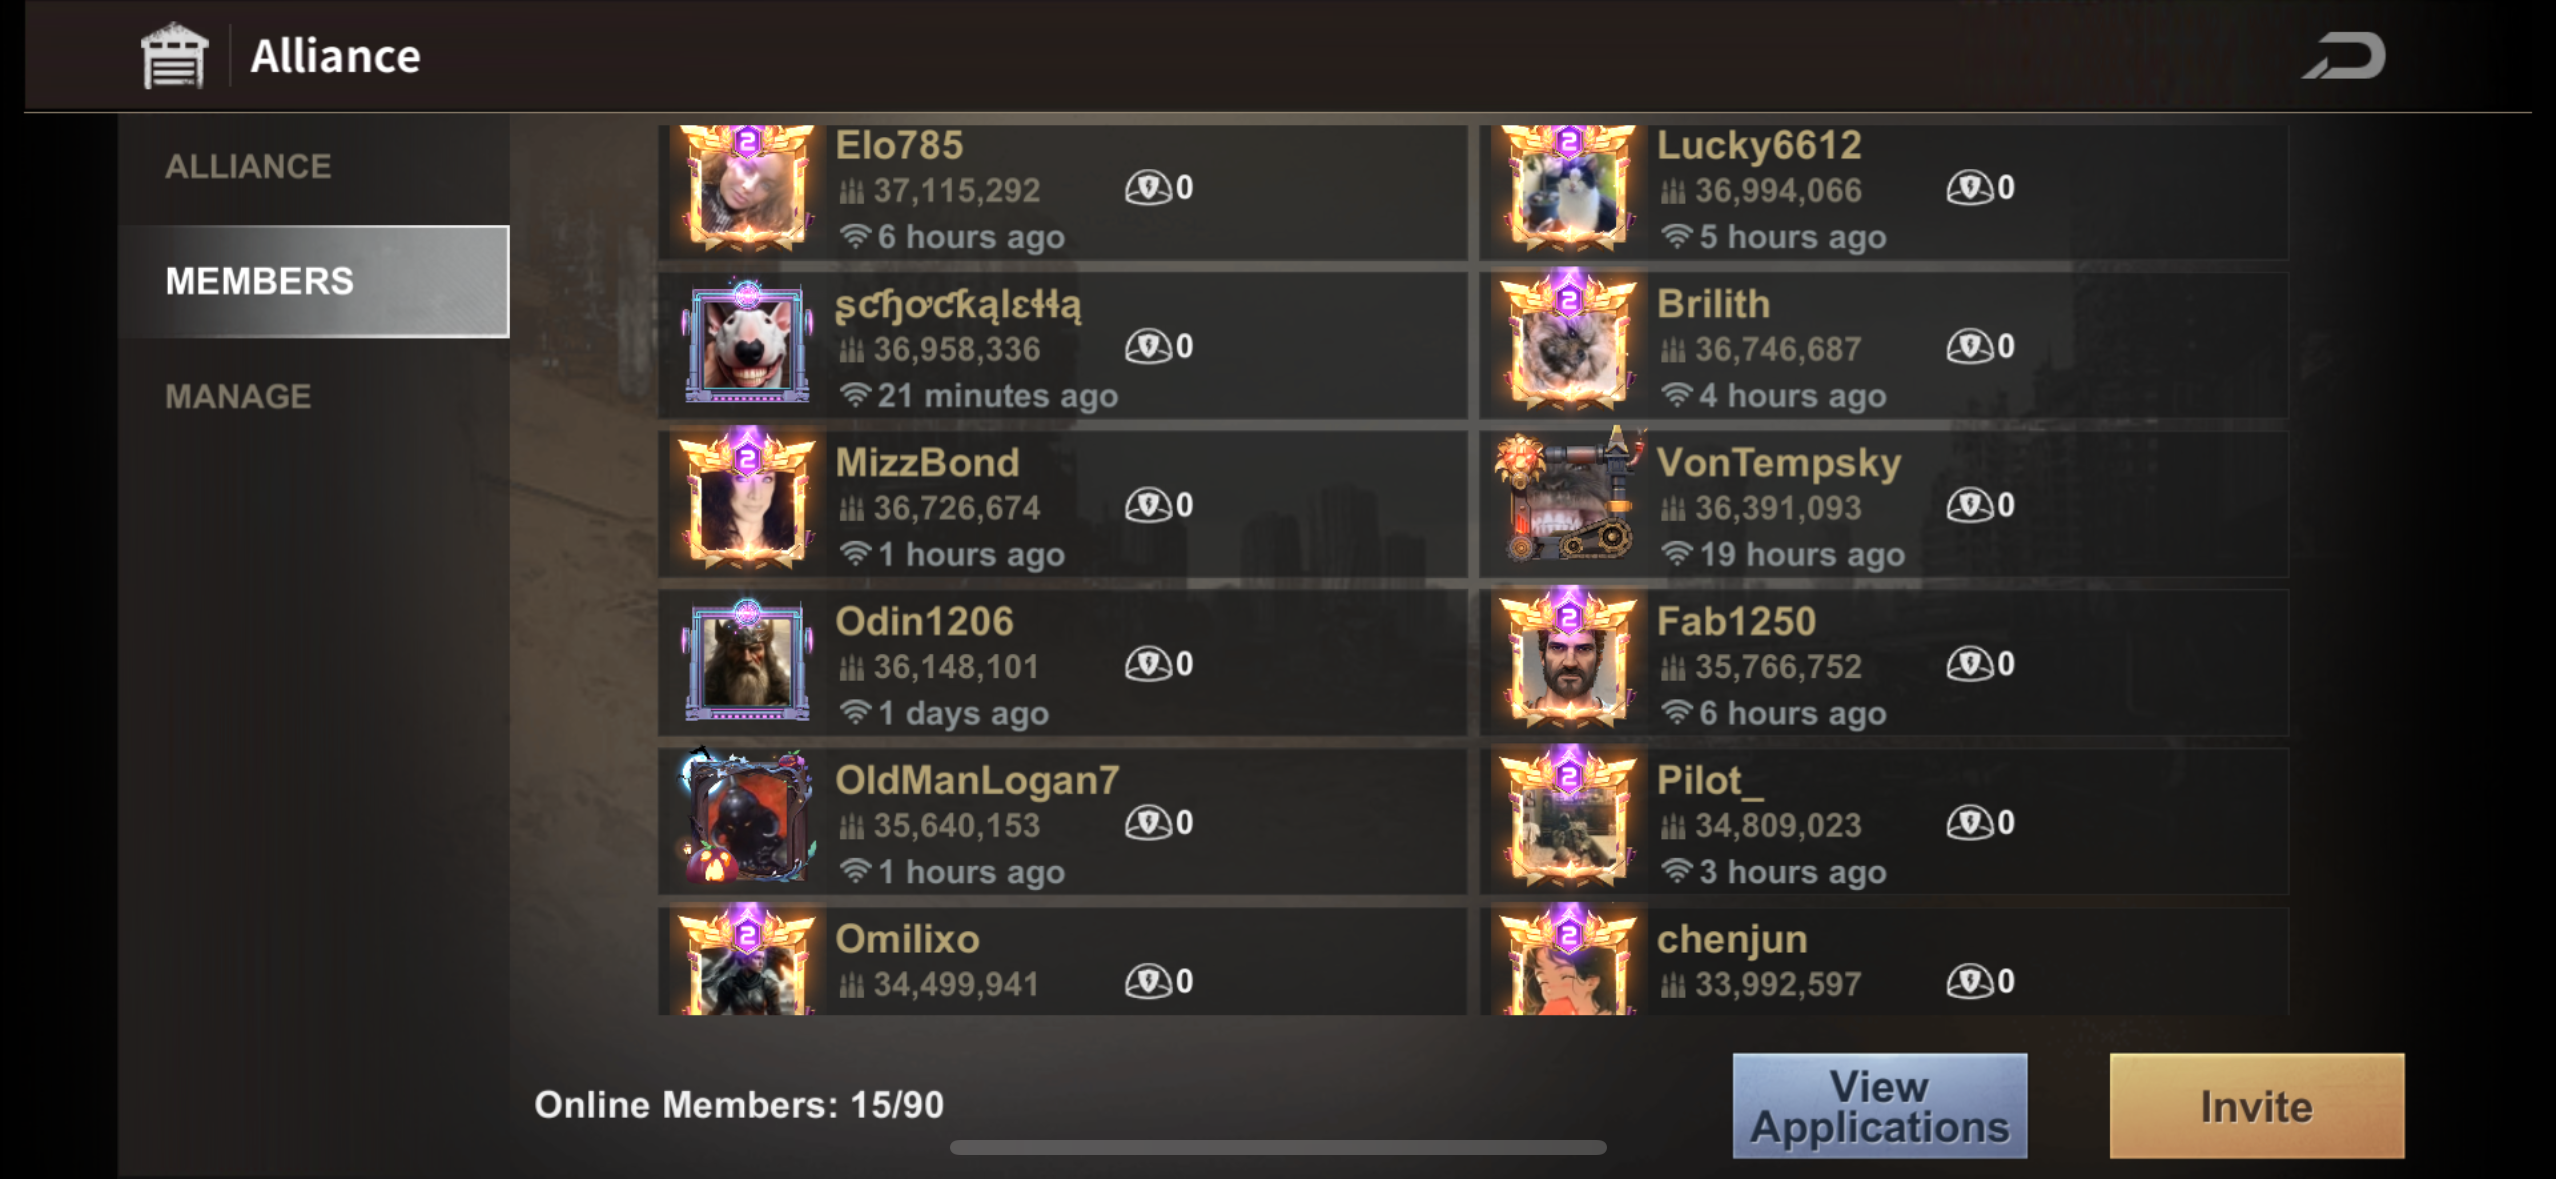 Alliance
ALLIANCE
MEMBERS
MANAGE
Elo785
37,115,292
0
6 hours ago
Lucky6612
36,994,066
0
5 hours ago
ʂƈɧơƈƙąƖɛɬɬą
36,958,336
0
21 minutes ago
Brilith
36,746,687
0
4 hours ago
MizzBond
36,726,674
0
1 hours ago
VonTempsky
36,391,093
0
19 hours ago
Odin1206
36,148,101
0
1 days ago
Fab1250
35,766,752
0
6 hours ago
OldManLogan7
35,640,153
0
1 hours ago
Pilot_
34,809,023
0
3 hours ago
Omilixo
34,499,941
0
chenjun
33,992,597
0
Online Members: 15/90
View
Applications
Invite